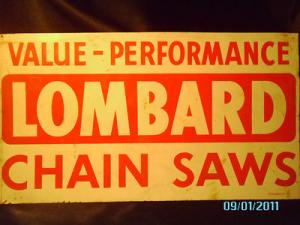 VALUE - PERFORMANCE
LOMBARD
CHAIN SAWS
09/01/2011